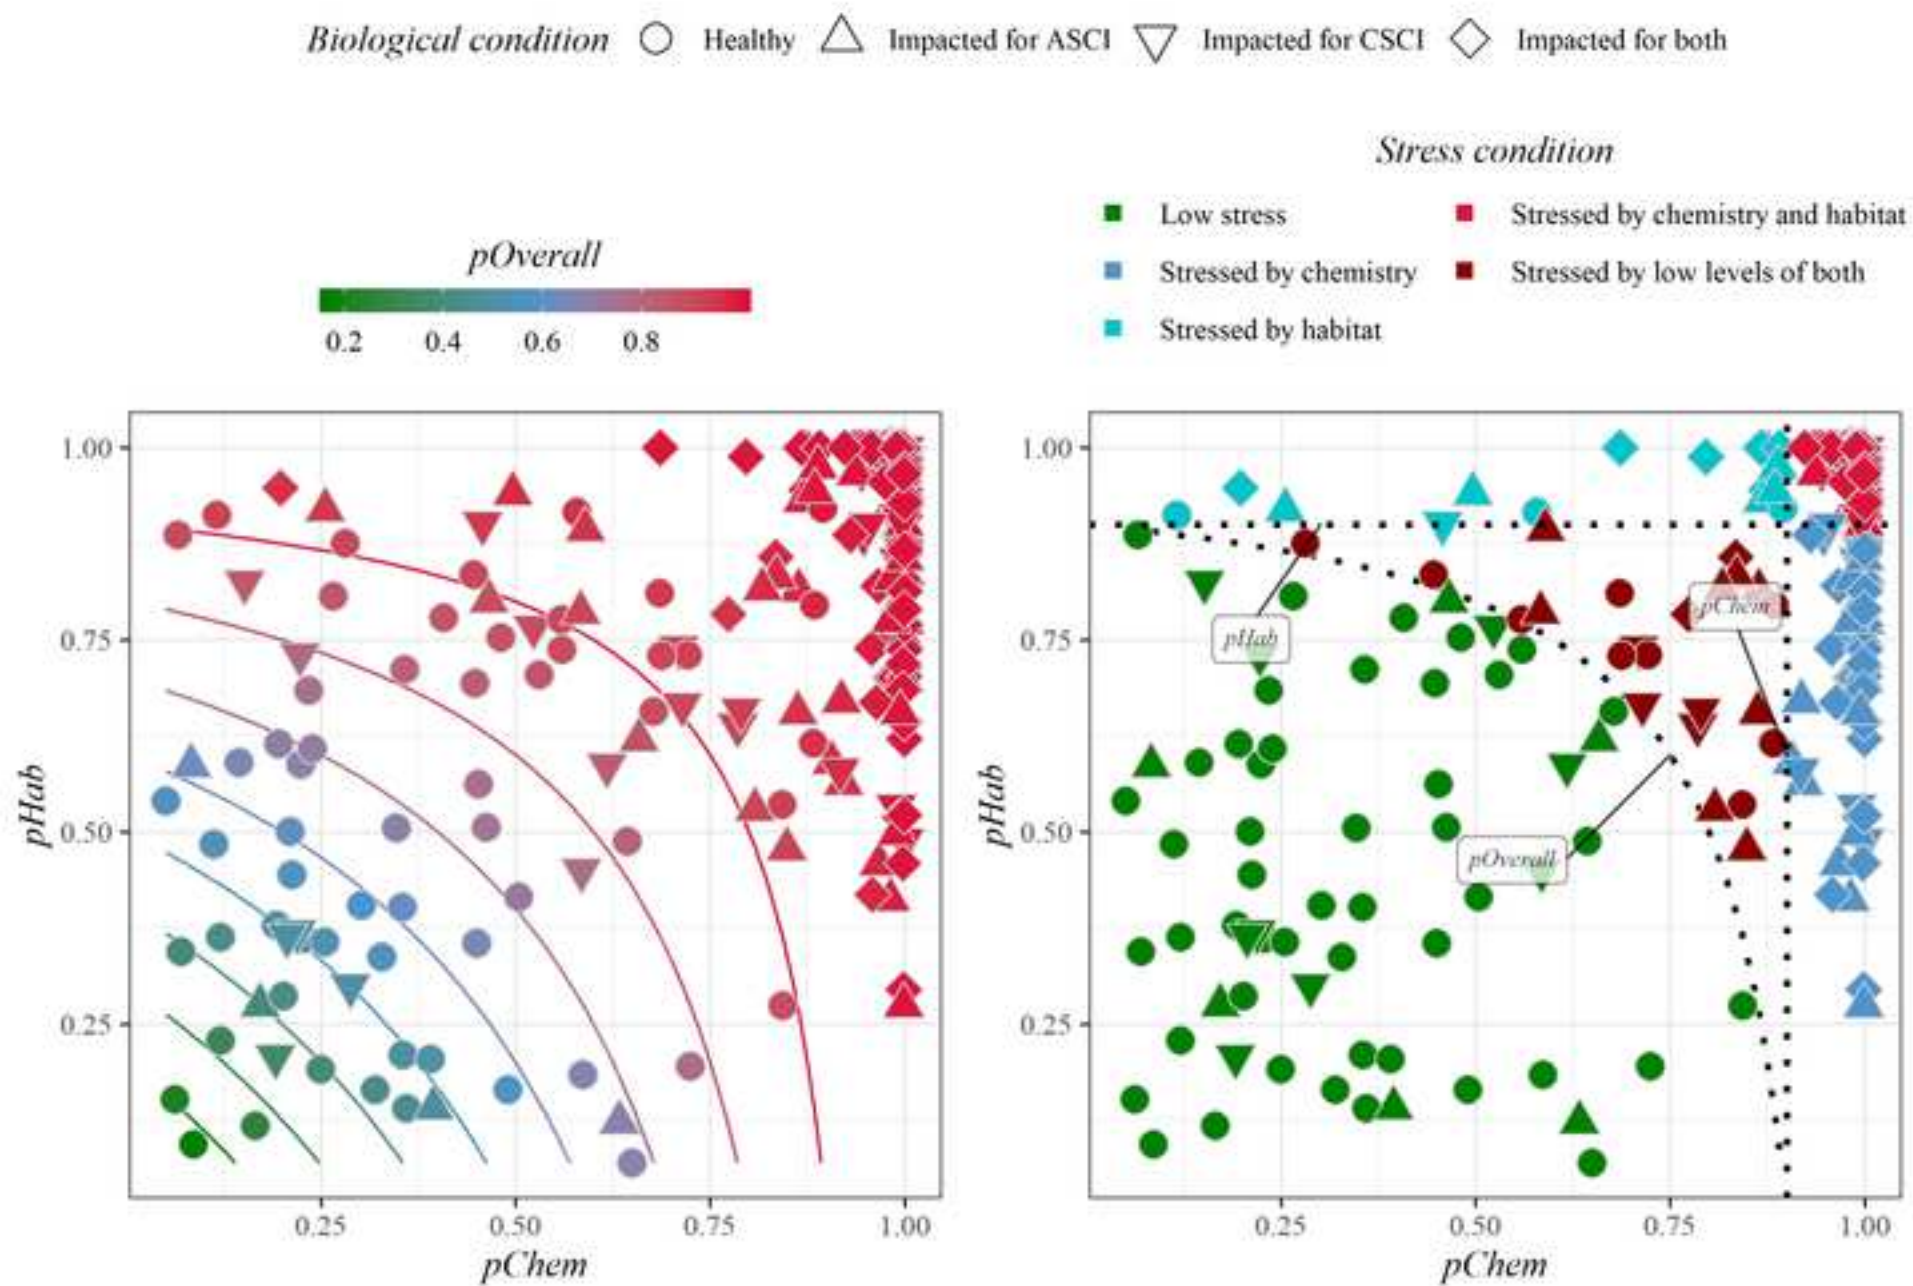 Biological condition Healthy Impacted for ASCI Impacted for CSCI Impacted for both
Stress condition
Low stress Stressed by chemistry and habitat
Stressed by chemistry Stressed by low levels of both
Stressed by habitat
pOverall
0.2 0.4 0.6 0.8
1.00
0.75
0.50
0.25
pHab
0.25 0.50 0.75 1.00
pChem
1.00
0.75
0.50
0.25
pHab
pHab
pChem
pOverall
0.25 0.50 0.75 1.00
pChem